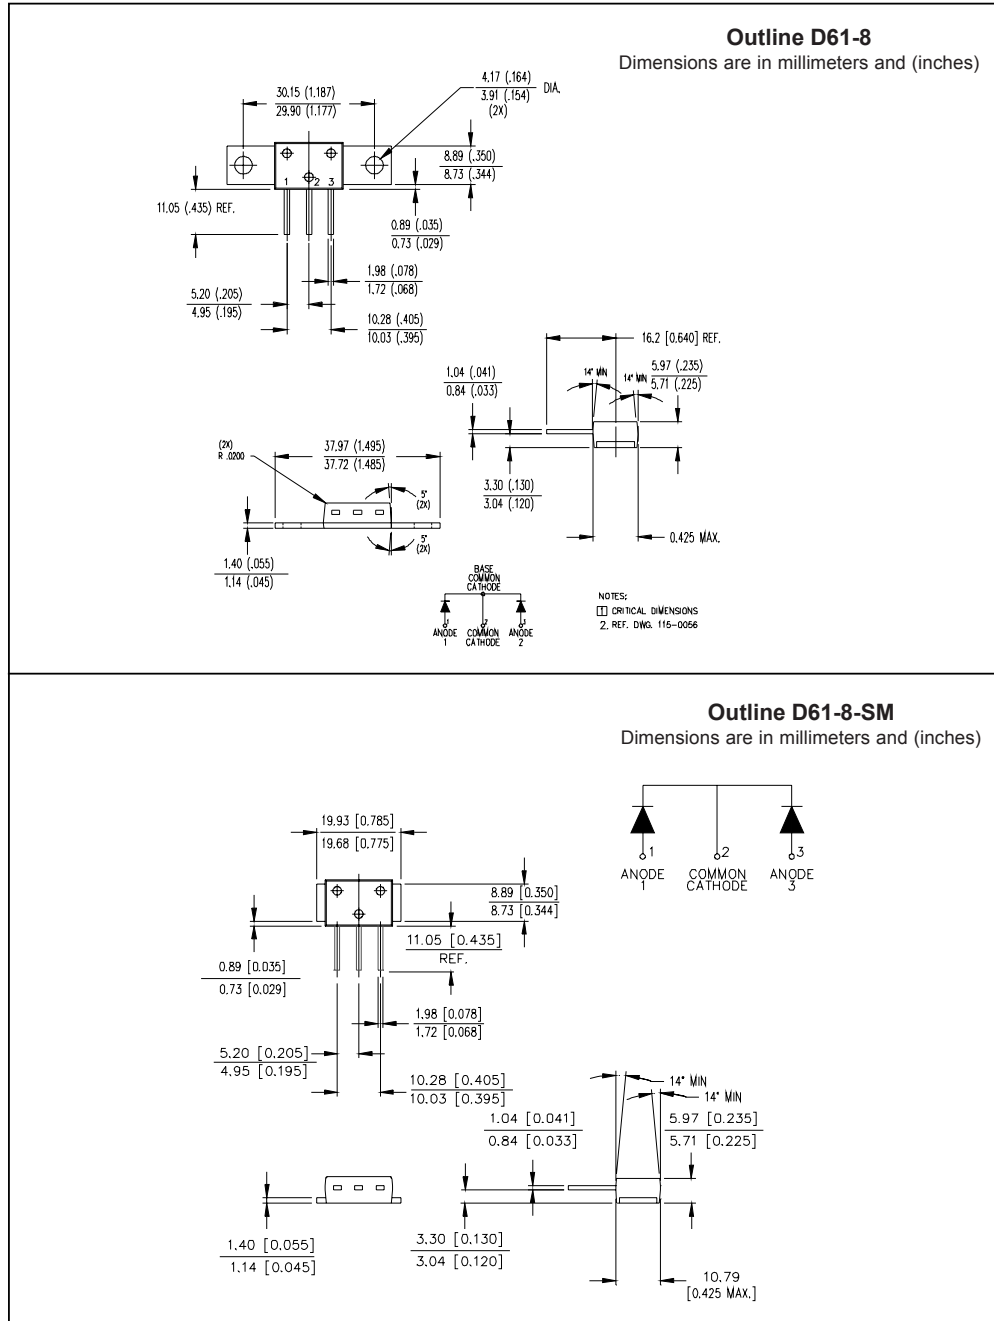 Outline D61-8
Dimensions are in millimeters and (inches)
30.15 (1.187)
29.90 (1.177)
4.17 (.164)
3.91 (.154)
DIA.
(2X)
8.89 (.350)
8.73 (.344)
1 2 3
11.05 (.435) REF.
0.89 (.035)
0.73 (.029)
1.98 (.078)
1.72 (.068)
5.20 (.205)
4.95 (.195)
10.28 (.405)
10.03 (.395)
16.2 [0.640] REF.
1.04 (.041)
0.84 (.033)
14° MIN
14° MIN
5.97 (.235)
5.71 (.225)
(2X)
R .0200
37.97 (1.495)
37.72 (1.485)
5°
(2X)
5°
(2X)
3.30 (.130)
3.04 (.120)
0.425 MAX.
1.40 (.055)
1.14 (.045)
BASE
COMMON
CATHODE
1 2 3
ANODE
1
COMMON
CATHODE
ANODE
2
NOTES:
1 CRITICAL DIMENSIONS
2. REF. DWG. 115-0056
Outline D61-8-SM
Dimensions are in millimeters and (inches)
19.93 [0.785]
19.68 [0.775]
1 2 3
ANODE
1
COMMON
CATHODE
ANODE
3
8.89 [0.350]
8.73 [0.344]
11.05 [0.435]
REF.
0.89 [0.035]
0.73 [0.029]
1.98 [0.078]
1.72 [0.068]
5.20 [0.205]
4.95 [0.195]
10.28 [0.405]
10.03 [0.395]
14° MIN
14° MIN
1.04 [0.041]
0.84 [0.033]
5.97 [0.235]
5.71 [0.225]
1.40 [0.055]
1.14 [0.045]
3.30 [0.130]
3.04 [0.120]
10.79
[0.425 MAX.]